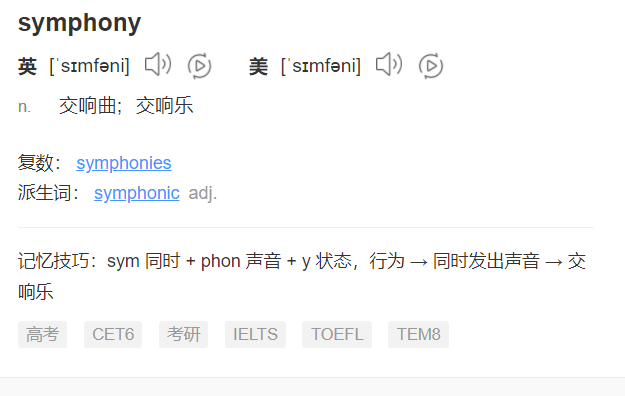 symphony
英 [ˈsɪmfəni] 美 [ˈsɪmfəni]
n. 交响曲；交响乐
复数： symphonies
派生词： symphonic adj.
记忆技巧：sym 同时 + phon 声音 + y 状态，行为 → 同时发出声音 → 交
响乐
高考 CET6 考研 IELTS TOEFL TEM8